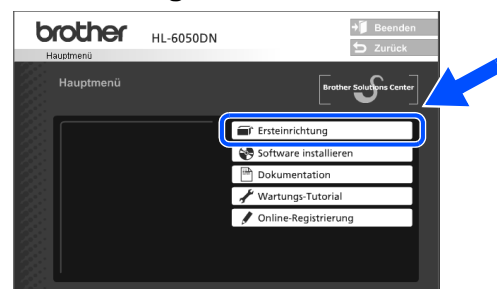 brother HL-6050DN
Beenden
Zurück
Hauptmenü
Hauptmenü
Brother Solutions Center
Ersteinrichtung
Software installieren
Dokumentation
Wartungs-Tutorial
Online-Registrierung